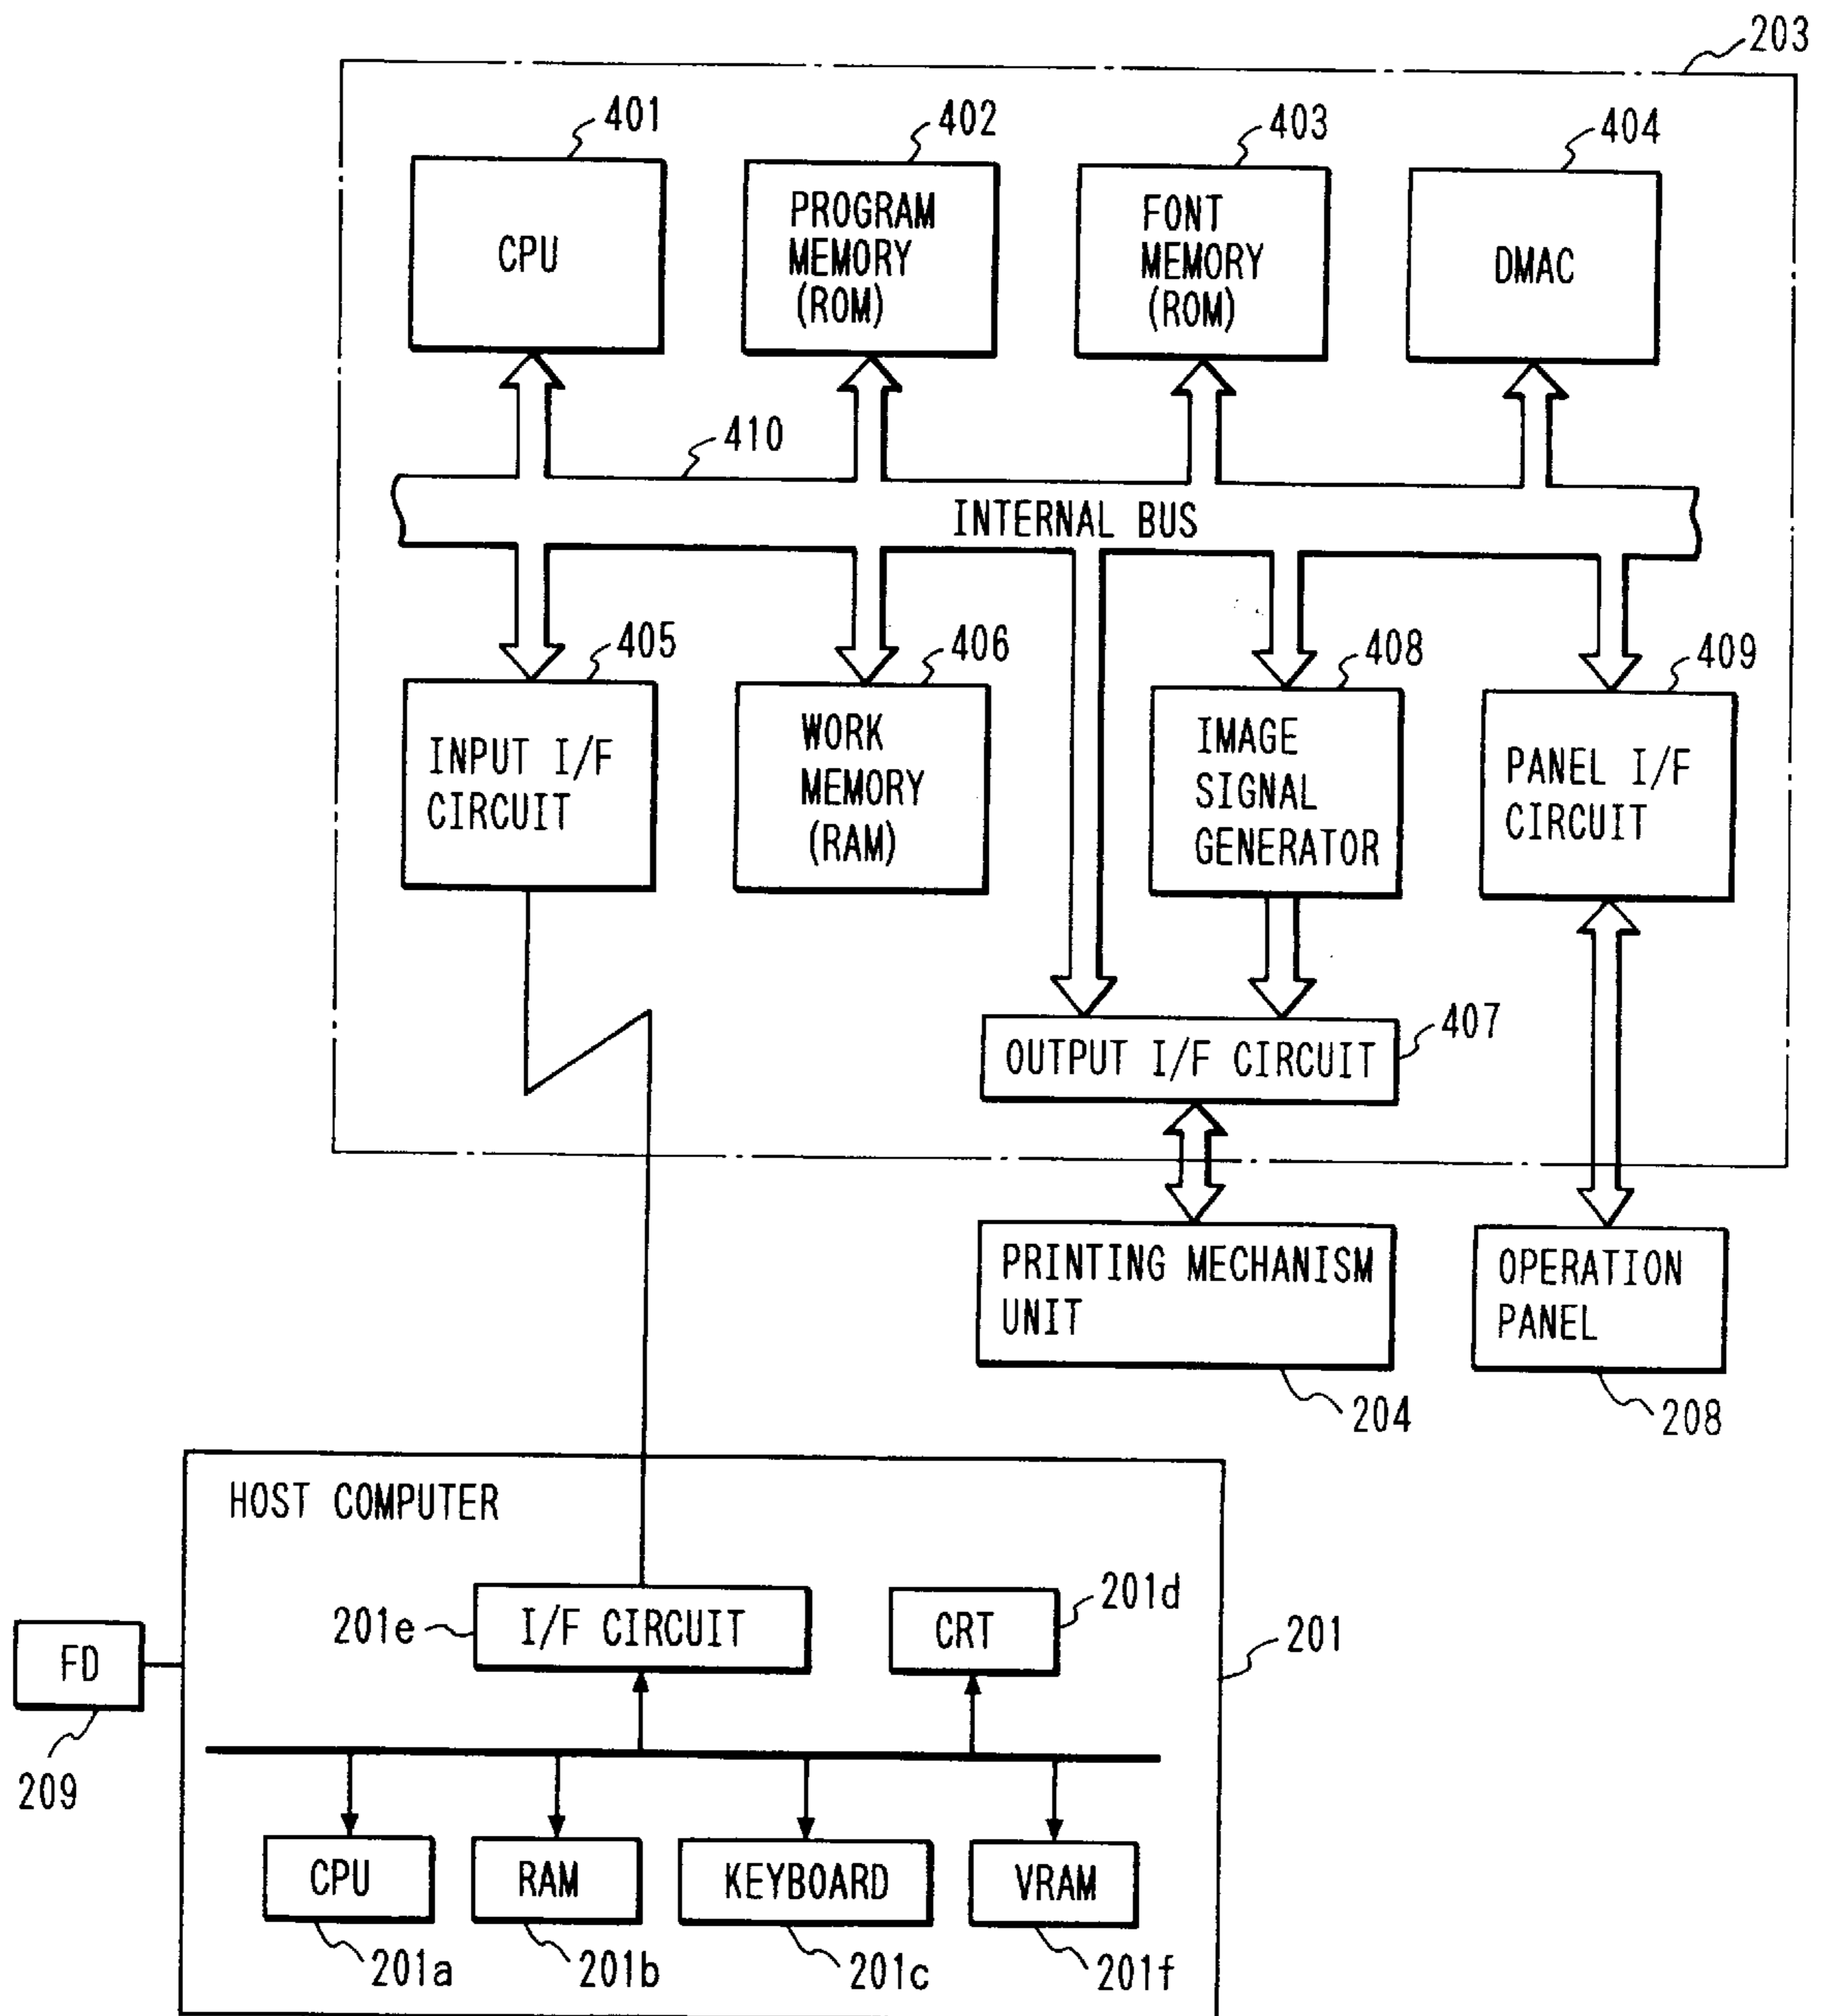 203
401
402
403
404
CPU
PROGRAM
MEMORY
(ROM)
FONT
MEMORY
(ROM)
DMAC
410
INTERNAL BUS
405
406
408
409
INPUT I/F
CIRCUIT
WORK
MEMORY
(RAM)
IMAGE
SIGNAL
GENERATOR
PANEL I/F
CIRCUIT
407
OUTPUT I/F CIRCUIT
PRINTING MECHANISM
UNIT
OPERATION
PANEL
204
208
HOST COMPUTER
201e
I/F CIRCUIT
CRT
201d
201
FD
209
CPU
RAM
KEYBOARD
VRAM
201a
201b
201c
201f